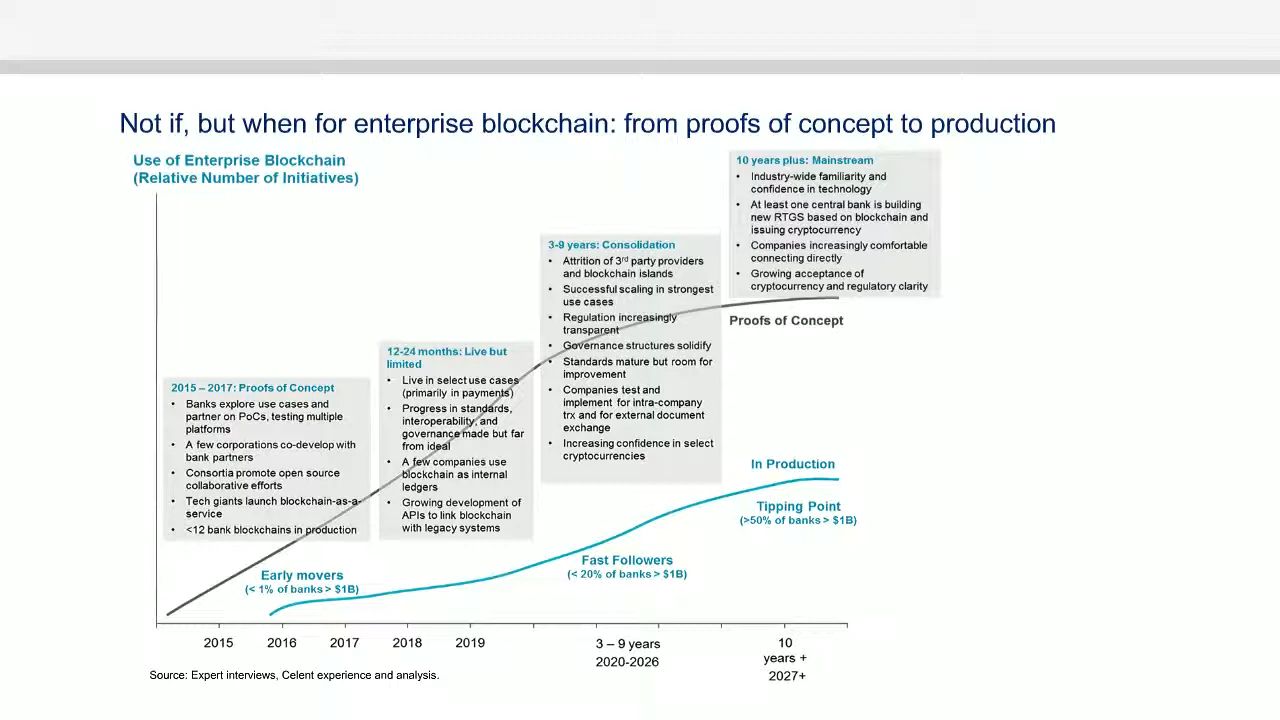 Not if, but when for enterprise blockchain: from proofs of concept to production
Use of Enterprise Blockchain
(Relative Number of Initiatives)
2015 – 2017: Proofs of Concept
• Banks explore use cases and
partner on PoCs, testing multiple
platforms
• A few corporations co-develop with
bank partners
• Consortia promote open source
collaborative efforts
• Tech giants launch blockchain-as-a-
service
• <12 bank blockchains in production
12-24 months: Live but
limited
• Live in select use cases
(primarily in payments)
• Progress in standards,
interoperability, and
governance made but far
from ideal
• A few companies use
blockchain as internal
ledgers
• Growing development of
APIs to link blockchain
with legacy systems
3-9 years: Consolidation
• Attrition of 3rd party providers
and blockchain islands
• Successful scaling in strongest
use cases
• Regulation increasingly
transparent
• Governance structures solidify
• Standards mature but room for
improvement
• Companies test and
implement for intra-company
trx and for external document
exchange
• Increasing confidence in select
cryptocurrencies
10 years plus: Mainstream
• Industry-wide familiarity and
confidence in technology
• At least one central bank is building
new RTGS based on blockchain and
issuing cryptocurrency
• Companies increasingly comfortable
connecting directly
• Growing acceptance of
cryptocurrency and regulatory clarity
Proofs of Concept
In Production
Tipping Point
(>50% of banks > $1B)
Fast Followers
(< 20% of banks > $1B)
Early movers
(< 1% of banks > $1B)
2015 2016 2017 2018 2019 3 – 9 years 10
2020-2026 years +
2027+
Source: Expert interviews, Celent experience and analysis.